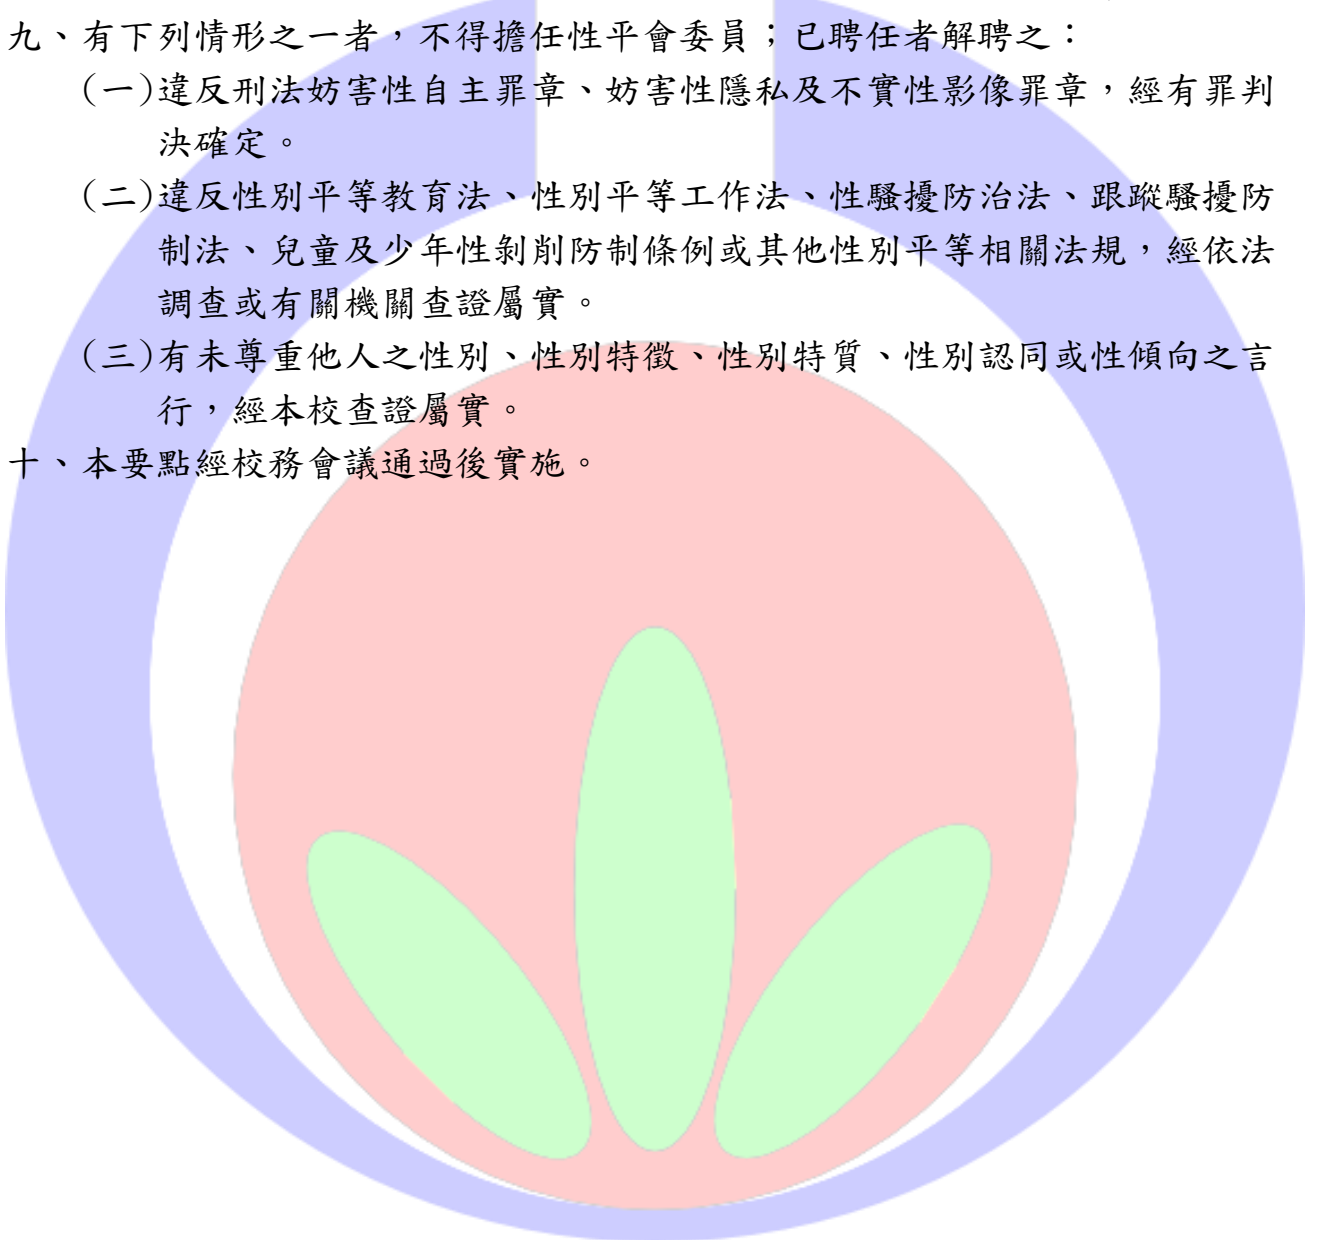 九、有下列情形之一者，不得擔任性平會委員；已聘任者解聘之：
(一)違反刑法妨害性自主罪章、妨害性隱私及不實性影像罪章，經有罪判
決確定。
(二)違反性別平等教育法、性別平等工作法、性騷擾防治法、跟蹤騷擾防
制法、兒童及少年性剝削防制條例或其他性別平等相關法規，經依法
調查或有關機關查證屬實。
(三)有未尊重他人之性別、性別特徵、性別特質、性別認同或性傾向之言
行，經本校查證屬實。
十、本要點經校務會議通過後實施。